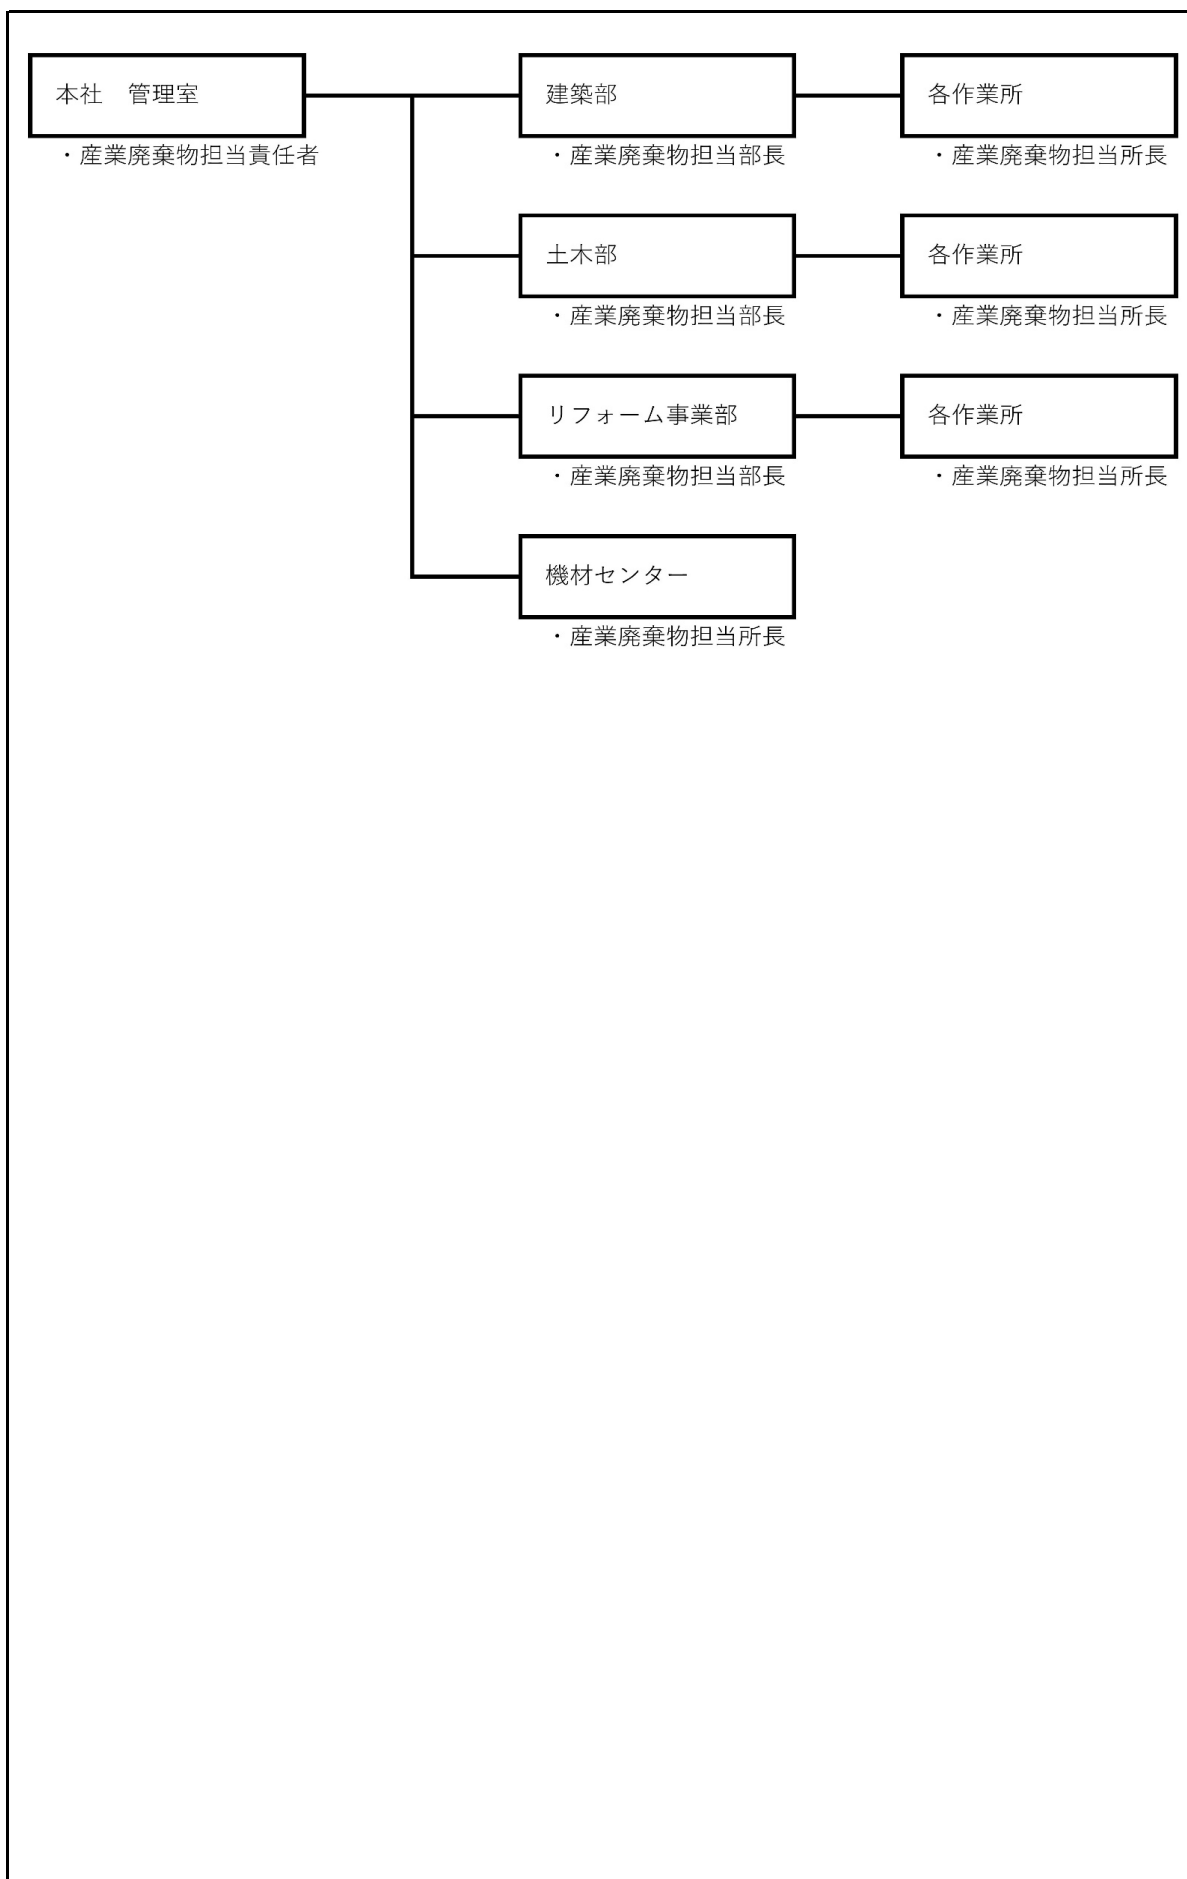 本社　管理室
・産業廃棄物担当責任者
建築部
・産業廃棄物担当部長
各作業所
・産業廃棄物担当所長
土木部
・産業廃棄物担当部長
各作業所
・産業廃棄物担当所長
リフォーム事業部
・産業廃棄物担当部長
各作業所
・産業廃棄物担当所長
機材センター
・産業廃棄物担当所長